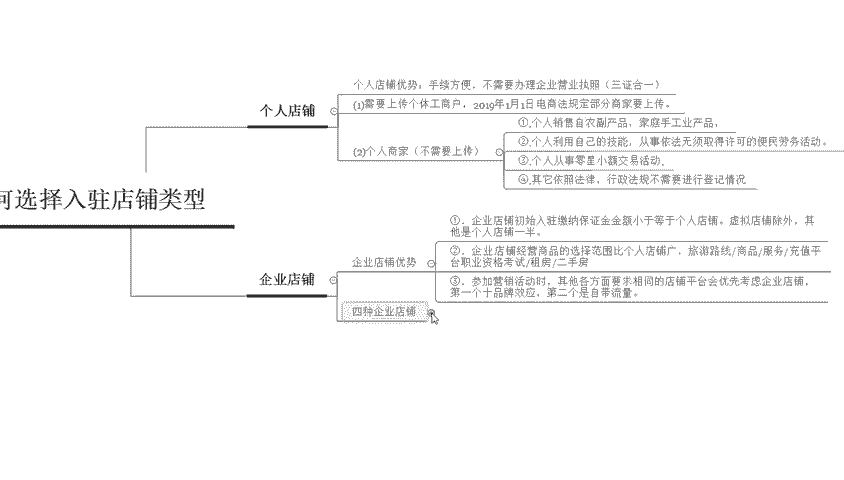 何选择入驻店铺类型
个人店铺
个人店铺优势：手续方便，不需要办理企业营业执照（三证合一）
(1)需要上传个体工商户，2019年1月1日电商法规定部分商家要上传。
(2)个人商家（不需要上传）
①.个人销售自农副产品、家庭手工业产品，
②.个人利用自己的技能，从事依法无须取得许可的便民劳务活动。
③.个人从事零星小额交易活动，
④.其它依照法律、行政法规不需要进行登记情况
企业店铺
企业店铺优势
①．企业店铺初始入驻缴纳保证金金额小于等于个人店铺。虚拟店铺除外，其
他是个人店铺一半。
②．企业店铺经营商品的选择范围比个人店铺广，旅游路线/商品/服务/充值平
台职业资格考试/租房/二手房
③．参加营销活动时，其他各方面要求相同的店铺平台会优先考虑企业店铺，
第一个十品牌效应，第二个是自带流量。
四种企业店铺